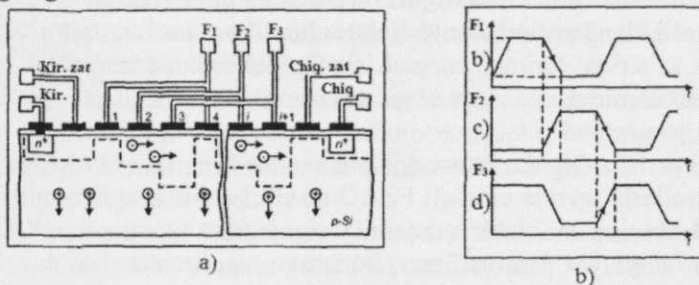 F₁ F₂ F₃
Kir. zat Chiq. zat
Kir. Chiq
1 2 3 4 i i+1
n⁺ n⁺
p-Si
a)
F₁
b)
t
F₂
c)
F₃
d)
b)